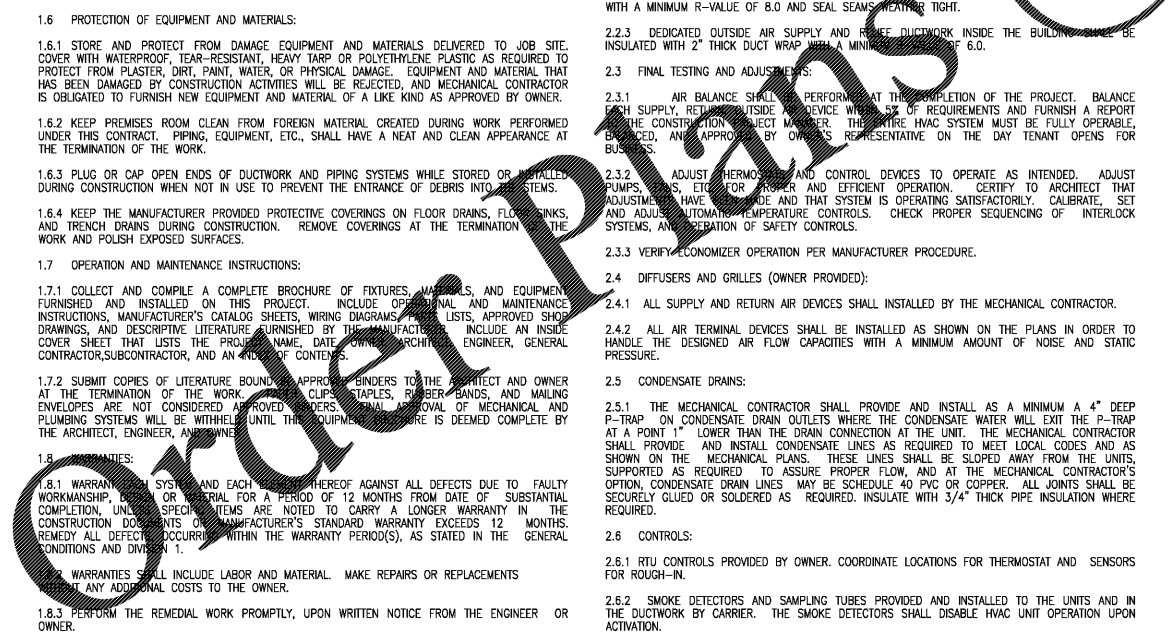 1.6 PROTECTION OF EQUIPMENT AND MATERIALS:
1.6.1 STORE AND PROTECT FROM DAMAGE EQUIPMENT AND MATERIALS DELIVERED TO JOB SITE.
COVER WITH WATERPROOF, TEAR-RESISTANT, HEAVY TARP OR POLYETHYLENE PLASTIC AS REQUIRED TO
PROTECT FROM PLASTER, DIRT, PAINT, WATER, OR PHYSICAL DAMAGE. EQUIPMENT AND MATERIAL THAT
HAS BEEN DAMAGED BY CONSTRUCTION ACTIVITIES WILL BE REJECTED, AND MECHANICAL CONTRACTOR
IS OBLIGATED TO FURNISH NEW EQUIPMENT AND MATERIAL OF A LIKE KIND AS APPROVED BY OWNER.
1.6.2 KEEP PREMISES ROOM CLEAN FROM FOREIGN MATERIAL CREATED DURING WORK PERFORMED
UNDER THIS CONTRACT. PIPING, EQUIPMENT, ETC., SHALL HAVE A NEAT AND CLEAN APPEARANCE AT
THE TERMINATION OF THE WORK.
1.6.3 PLUG OR CAP OPEN ENDS OF DUCTWORK AND PIPING SYSTEMS WHILE STORED OR INSTALLED
DURING CONSTRUCTION WHEN NOT IN USE TO PREVENT THE ENTRANCE OF DEBRIS INTO THE STEMS.
1.6.4 KEEP THE MANUFACTURER PROVIDED PROTECTIVE COVERINGS ON FLOOR DRAINS, FLOOR SINKS,
AND TRENCH DRAINS DURING CONSTRUCTION. REMOVE COVERINGS AT THE TERMINATION THE
WORK AND POLISH EXPOSED SURFACES.
1.7 OPERATION AND MAINTENANCE INSTRUCTIONS:
1.7.1 COLLECT AND COMPILE A COMPLETE BROCHURE OF FIXTURES, MATERIALS, AND EQUIPMENT
FURNISHED AND INSTALLED ON THIS PROJECT. INCLUDE OPERATIONAL AND MAINTENANCE
INSTRUCTIONS, MANUFACTURER'S CATALOG SHEETS, WIRING DIAGRAMS, PARTS LISTS, APPROVED SHOP
DRAWINGS, AND DESCRIPTIVE LITERATURE FURNISHED BY THE MANUFACTURER. INCLUDE AN INSIDE
COVER SHEET THAT LISTS THE PROJECT NAME, DATE, OWNER, ARCHITECT, ENGINEER, GENERAL
CONTRACTOR,SUBCONTRACTOR, AND AN INDEX OF CONTENTS.
1.7.2 SUBMIT COPIES OF LITERATURE BOUND IN APPROVED BINDERS TO THE ARCHITECT AND OWNER
AT THE TERMINATION OF THE WORK. PAPER CLIPS, STAPLES, RUBBER BANDS, AND MAILING
ENVELOPES ARE NOT CONSIDERED APPROVED BINDERS. FINAL APPROVAL OF MECHANICAL AND
PLUMBING SYSTEMS WILL BE WITHHELD UNTIL THIS EQUIPMENT BROCHURE IS DEEMED COMPLETE BY
THE ARCHITECT, ENGINEER, AND OWNER.
1.8 WARRANTIES:
1.8.1 WARRANT EACH SYSTEM AND EACH ELEMENT THEREOF AGAINST ALL DEFECTS DUE TO FAULTY
WORKMANSHIP, DESIGN OR MATERIAL FOR A PERIOD OF 12 MONTHS FROM DATE OF SUBSTANTIAL
COMPLETION, UNLESS SPECIFIC ITEMS ARE NOTED TO CARRY A LONGER WARRANTY IN THE
CONSTRUCTION DOCUMENTS OR MANUFACTURER'S STANDARD WARRANTY EXCEEDS 12 MONTHS.
REMEDY ALL DEFECTS, OCCURRING WITHIN THE WARRANTY PERIOD(S), AS STATED IN THE GENERAL
CONDITIONS AND DIVISION 1.
1.8.2 WARRANTIES SHALL INCLUDE LABOR AND MATERIAL. MAKE REPAIRS OR REPLACEMENTS
WITHOUT ANY ADDITIONAL COSTS TO THE OWNER.
1.8.3 PERFORM THE REMEDIAL WORK PROMPTLY, UPON WRITTEN NOTICE FROM THE ENGINEER OR
OWNER.
WITH A MINIMUM R-VALUE OF 8.0 AND SEAL SEAMS WEATHER TIGHT.
2.2.3 DEDICATED OUTSIDE AIR SUPPLY AND RELIEF DUCTWORK INSIDE THE BUILDING SHALL BE
INSULATED WITH 2" THICK DUCT WRAP WITH A MINIMUM R-VALUE OF 6.0.
2.3 FINAL TESTING AND ADJUSTMENTS:
2.3.1 AIR BALANCE SHALL BE PERFORMED AT THE COMPLETION OF THE PROJECT. BALANCE
EACH SUPPLY, RETURN, OUTSIDE AIR DEVICE WITHIN 5% OF REQUIREMENTS AND FURNISH A REPORT
TO THE CONSTRUCTION PROJECT MANAGER. THE ENTIRE HVAC SYSTEM MUST BE FULLY OPERABLE,
BALANCED, AND APPROVED BY OWNER'S REPRESENTATIVE ON THE DAY TENANT OPENS FOR
BUSINESS.
2.3.2 ADJUST THERMOSTATS AND CONTROL DEVICES TO OPERATE AS INTENDED. ADJUST
PUMPS, FANS, ETC. FOR PROPER AND EFFICIENT OPERATION. CERTIFY TO ARCHITECT THAT
ADJUSTMENTS HAVE BEEN MADE AND THAT SYSTEM IS OPERATING SATISFACTORILY. CALIBRATE, SET
AND ADJUST AUTOMATIC TEMPERATURE CONTROLS. CHECK PROPER SEQUENCING OF INTERLOCK
SYSTEMS, AND OPERATION OF SAFETY CONTROLS.
2.3.3 VERIFY ECONOMIZER OPERATION PER MANUFACTURER PROCEDURE.
2.4 DIFFUSERS AND GRILLES (OWNER PROVIDED):
2.4.1 ALL SUPPLY AND RETURN AIR DEVICES SHALL INSTALLED BY THE MECHANICAL CONTRACTOR.
2.4.2 ALL AIR TERMINAL DEVICES SHALL BE INSTALLED AS SHOWN ON THE PLANS IN ORDER TO
HANDLE THE DESIGNED AIR FLOW CAPACITIES WITH A MINIMUM AMOUNT OF NOISE AND STATIC
PRESSURE.
2.5 CONDENSATE DRAINS:
2.5.1 THE MECHANICAL CONTRACTOR SHALL PROVIDE AND INSTALL AS A MINIMUM A 4" DEEP
P-TRAP ON CONDENSATE DRAIN OUTLETS WHERE THE CONDENSATE WATER WILL EXIT THE P-TRAP
AT A POINT 1" LOWER THAN THE DRAIN CONNECTION AT THE UNIT. THE MECHANICAL CONTRACTOR
SHALL PROVIDE AND INSTALL CONDENSATE LINES AS REQUIRED TO MEET LOCAL CODES AND AS
SHOWN ON THE MECHANICAL PLANS. THESE LINES SHALL BE SLOPED AWAY FROM THE UNITS,
SUPPORTED AS REQUIRED TO ASSURE PROPER FLOW, AND AT THE MECHANICAL CONTRACTOR'S
OPTION, CONDENSATE DRAIN LINES MAY BE SCHEDULE 40 PVC OR COPPER. ALL JOINTS SHALL BE
SECURELY GLUED OR SOLDERED AS REQUIRED. INSULATE WITH 3/4" THICK PIPE INSULATION WHERE
REQUIRED.
2.6 CONTROLS:
2.6.1 RTU CONTROLS PROVIDED BY OWNER. COORDINATE LOCATIONS FOR THERMOSTAT AND SENSORS
FOR ROUGH-IN.
2.6.2 SMOKE DETECTORS AND SAMPLING TUBES PROVIDED AND INSTALLED TO THE UNITS AND IN
THE DUCTWORK BY CARRIER. THE SMOKE DETECTORS SHALL DISABLE HVAC UNIT OPERATION UPON
ACTIVATION.
Order Plans